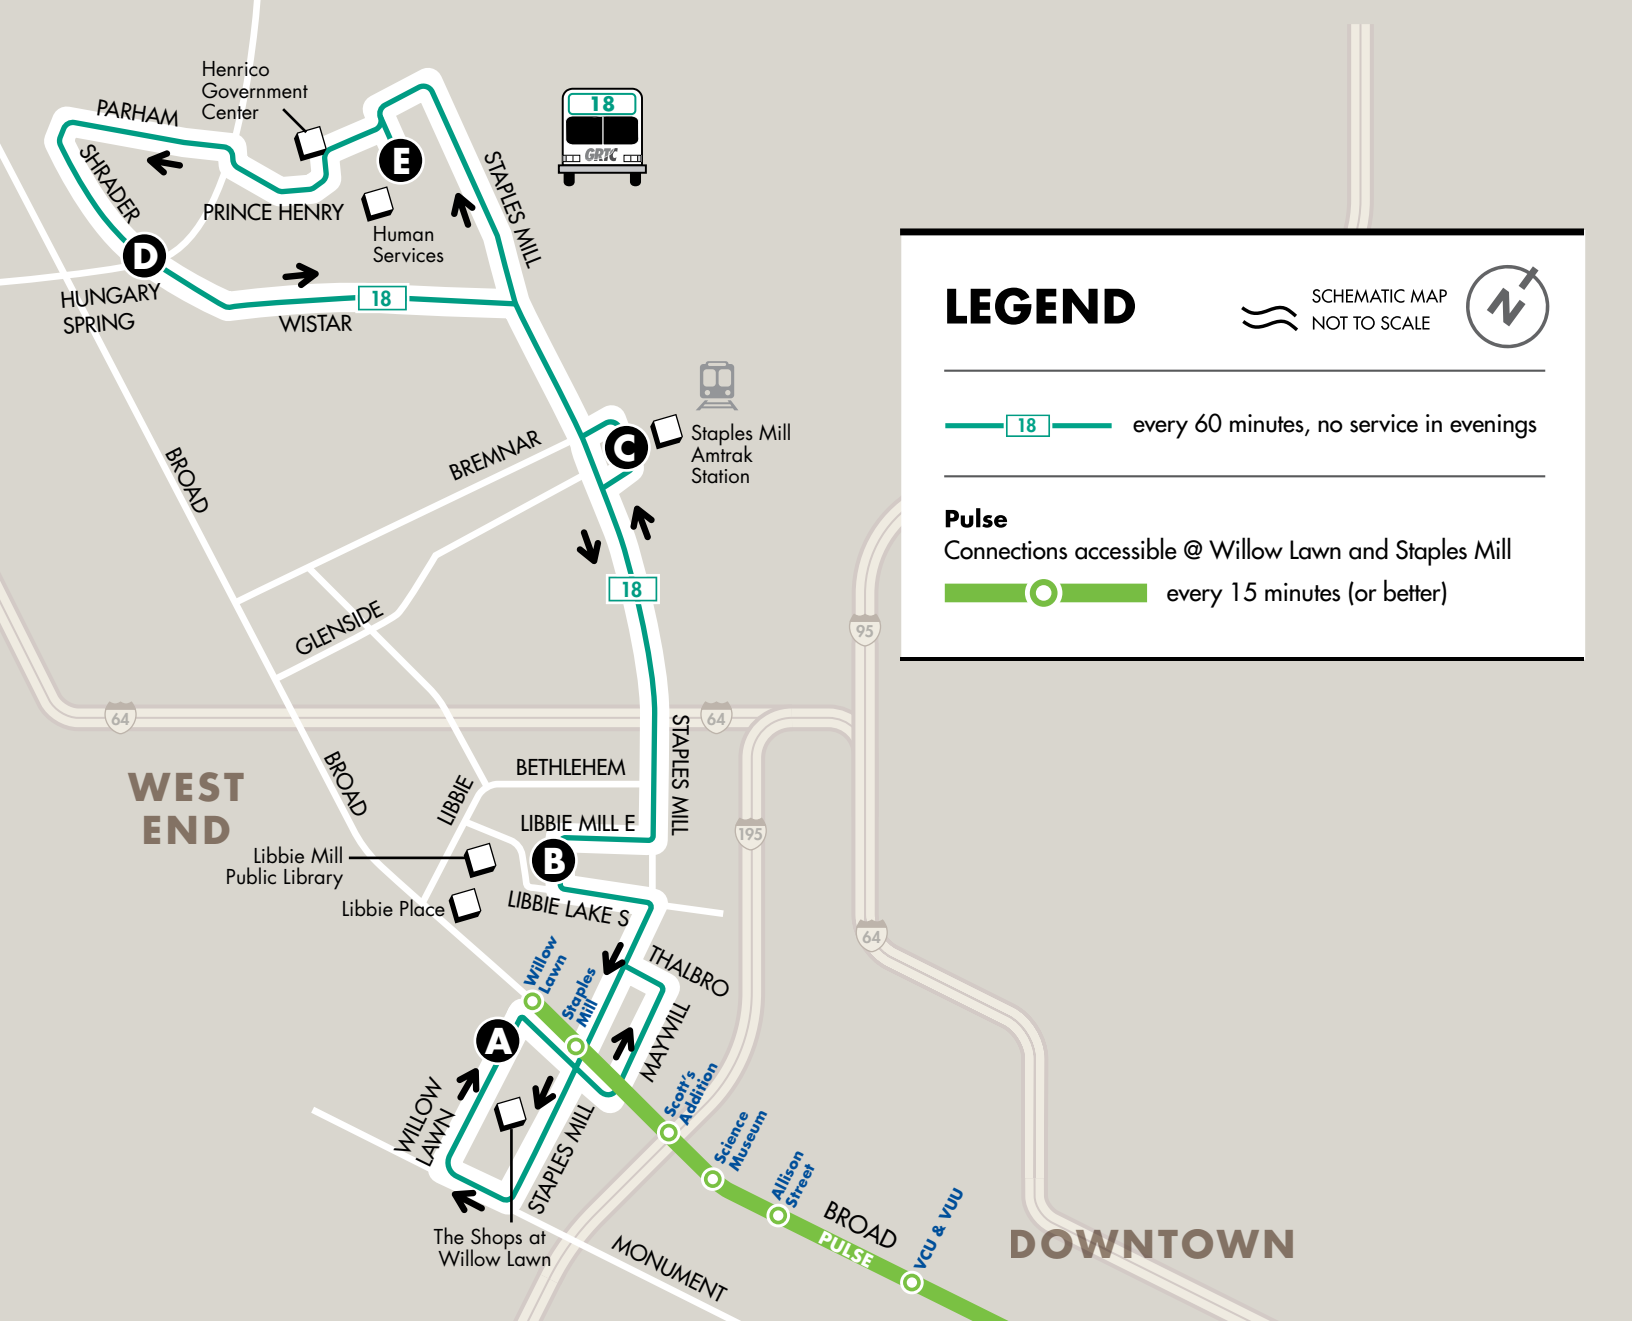 Henrico
Government
Center
PARHAM
SHRADER
PRINCE HENRY
E
Human
Services
STAPLES MILL
18
GRTC
D
HUNGARY
SPRING
WISTAR
18
LEGEND
SCHEMATIC MAP
NOT TO SCALE
N
18
every 60 minutes, no service in evenings
Pulse
Connections accessible @ Willow Lawn and Staples Mill
every 15 minutes (or better)
BROAD
BREMNAR
C
Staples Mill
Amtrak
Station
18
GLENSIDE
95
64
64
WEST
END
BROAD
LIBBIE
BETHLEHEM
STAPLES MILL
LIBBIE MILL E
195
Libbie Mill
Public Library
B
Libbie Place
LIBBIE LAKE S
64
Willow
Lawn
Staples
Mill
THALBRO
MAYWILL
A
WILLOW
LAWN
STAPLES MILL
Scott's
Addition
Science
Museum
Allison
Street
BROAD
PULSE
VCU & VUU
DOWNTOWN
The Shops at
Willow Lawn
MONUMENT